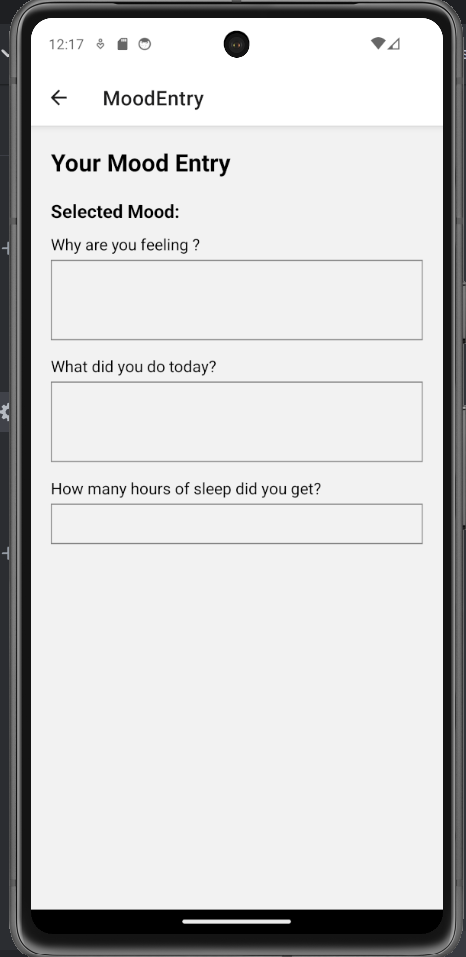 12:17
MoodEntry
Your Mood Entry
Selected Mood:
Why are you feeling ?
What did you do today?
How many hours of sleep did you get?